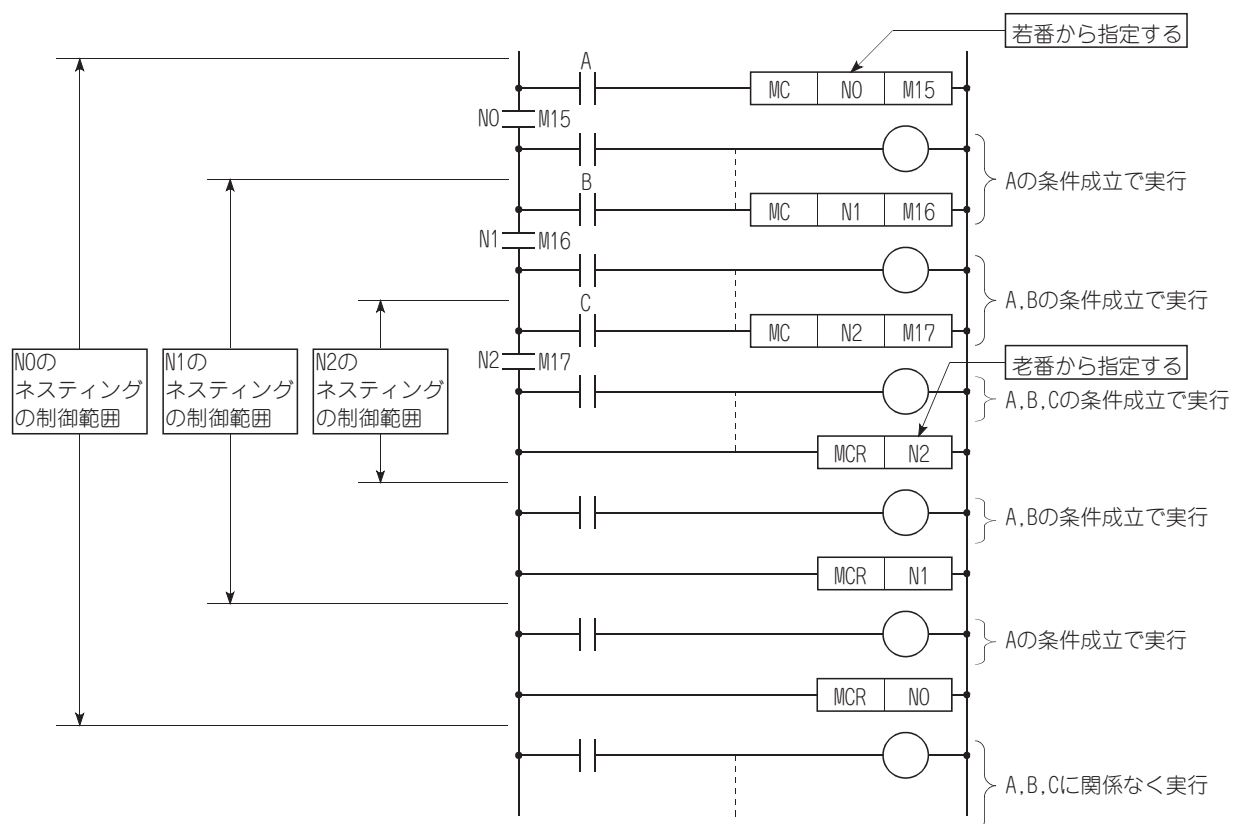 若番から指定する
A
MC N0 M15
N0 M15
Aの条件成立で実行
B
MC N1 M16
N1 M16
A,Bの条件成立で実行
C
MC N2 M17
N2 M17
N0の
ネスティング
の制御範囲
N1の
ネスティング
の制御範囲
N2の
ネスティング
の制御範囲
老番から指定する
A,B,Cの条件成立で実行
MCR N2
A,Bの条件成立で実行
MCR N1
Aの条件成立で実行
MCR N0
A,B,Cに関係なく実行